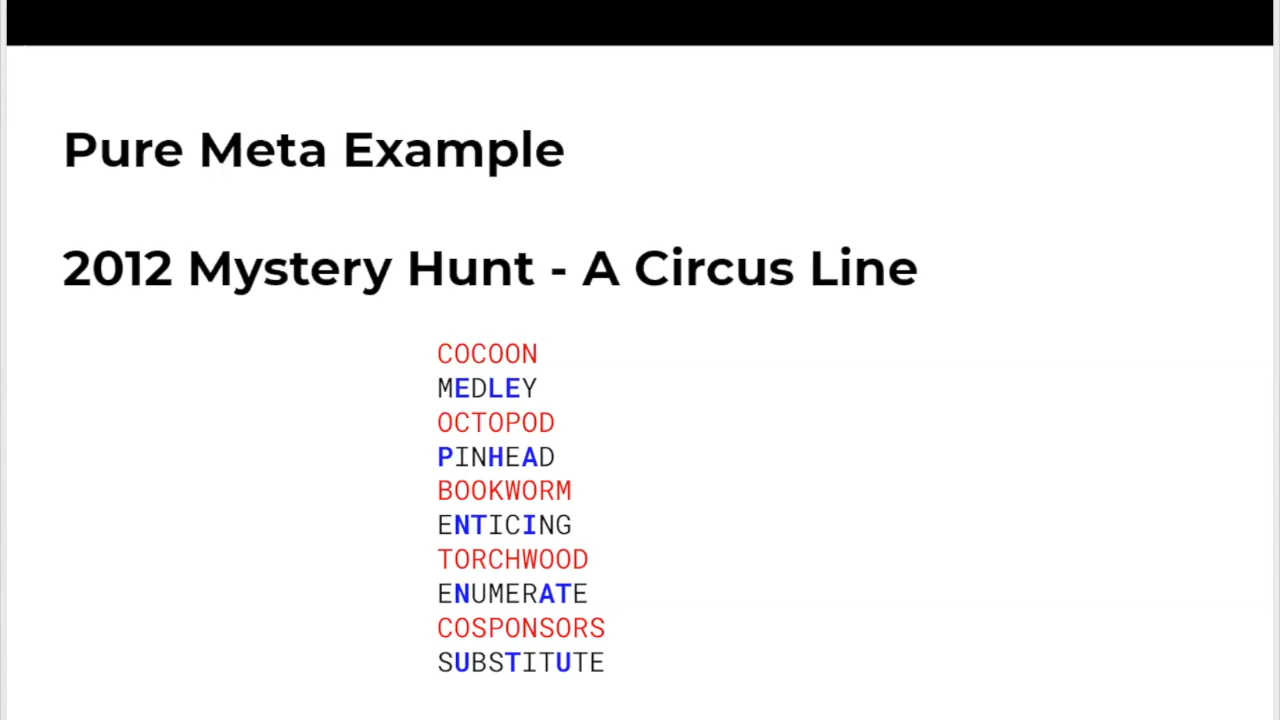 Pure Meta Example
2012 Mystery Hunt - A Circus Line
COCOON
MEDLEY
OCTOPOD
PINHEAD
BOOKWORM
ENTICING
TORCHWOOD
ENUMERATE
COSPONSORS
SUBSTITUTE